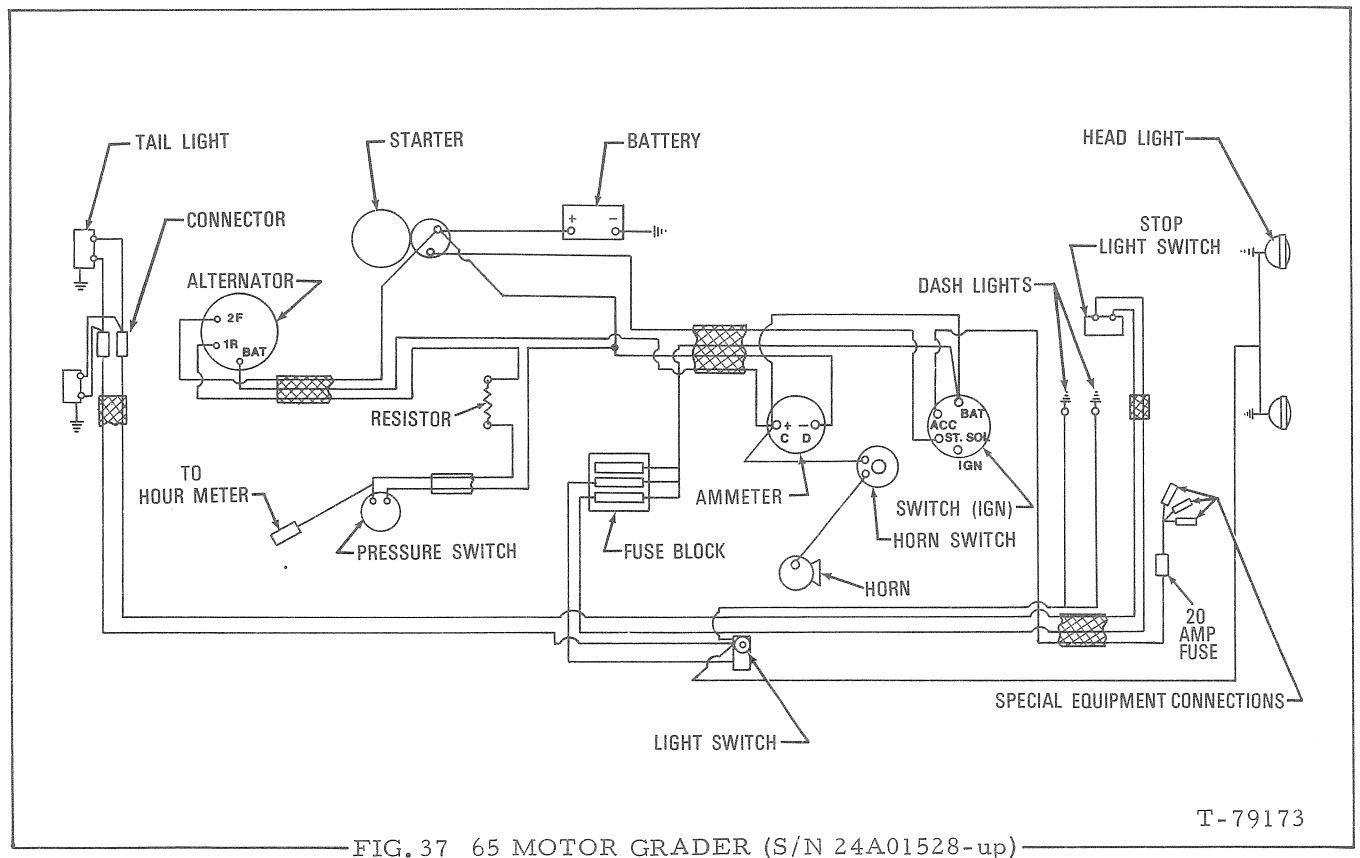 TAIL LIGHT
STARTER
BATTERY
HEAD LIGHT
CONNECTOR
STOP
LIGHT SWITCH
+ −
ALTERNATOR
DASH LIGHTS
2F
1R
BAT
RESISTOR
BAT
ACC
ST. SOL
IGN
+ −
C D
TO
HOUR METER
AMMETER
SWITCH (IGN)
HORN SWITCH
PRESSURE SWITCH
FUSE BLOCK
HORN
20
AMP
FUSE
SPECIAL EQUIPMENT CONNECTIONS
LIGHT SWITCH
T-79173
FIG. 37 65 MOTOR GRADER (S/N 24A01528-up)